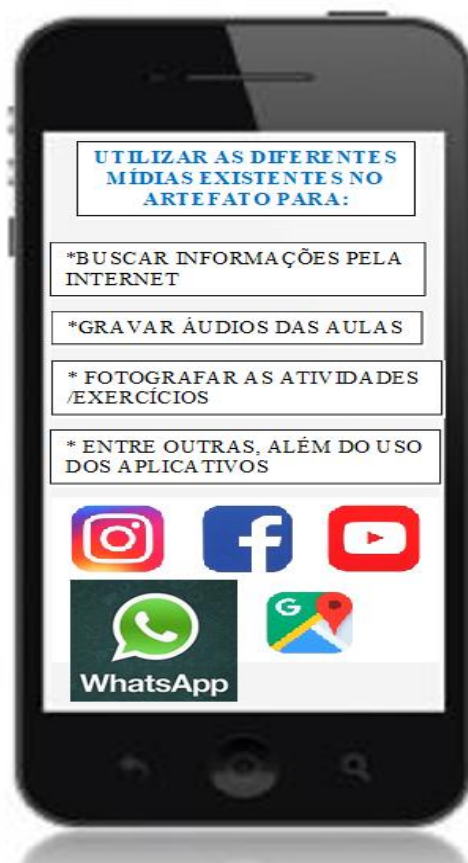 UTILIZAR AS DIFERENTES
MÍDIAS EXISTENTES NO
ARTEFATO PARA:
*BUSCAR INFORMAÇÕES PELA
INTERNET
*GRAVAR ÁUDIOS DAS AULAS
* FOTOGRAFAR AS ATIVIDADES
/EXERCÍCIOS
* ENTRE OUTRAS, ALÉM DO USO
DOS APLICATIVOS
f
G
WhatsApp